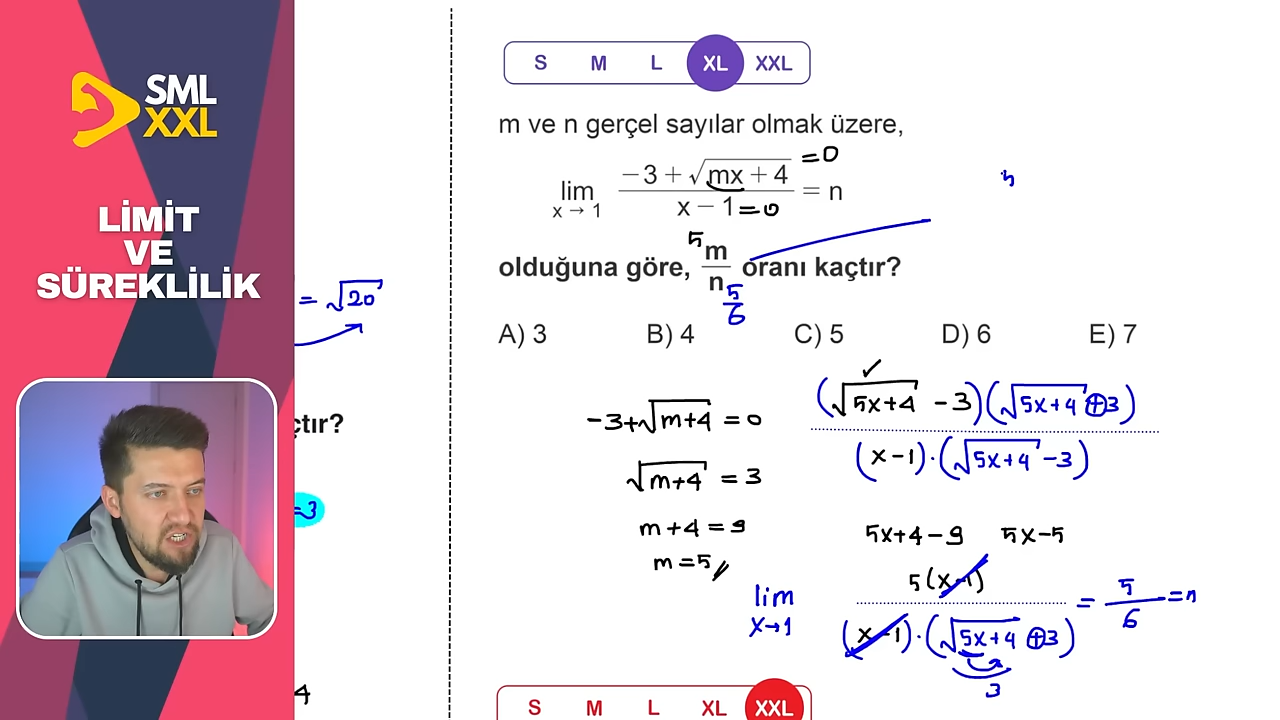 SML
XXL
LİMİT
VE
SÜREKLİLİK
= √20
çtır?
=3
4
S M L XL XXL
m ve n gerçel sayılar olmak üzere,
lim x → 1 (−3 + √(mx + 4)) / (x − 1) = n
=0
=0
olduğuna göre, m/n oranı kaçtır?
5
5/6
A) 3 B) 4 C) 5 D) 6 E) 7
-3+√(m+4) = 0
√(m+4) = 3
m+4 = 9
m=5
(√(5x+4) - 3)(√(5x+4) + 3)
(x-1)·(√(5x+4) - 3)
5x+4-9 5x-5
lim x→1 5(x-1) / (x-1)·(√(5x+4) + 3) = 5/6 = n
3
S M L XL XXL